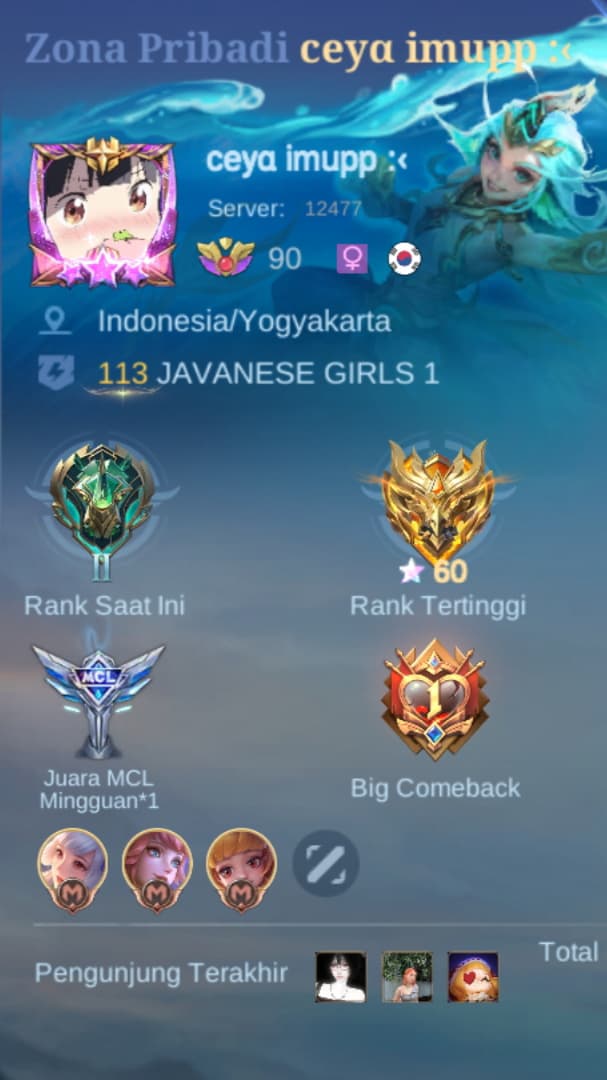 Zona Pribadi ceyα imupp :‹
ceyα imupp :‹
Server: 12477
90
Indonesia/Yogyakarta
113 JAVANESE GIRLS 1
II
60
Rank Saat Ini
Rank Tertinggi
MCL
1
Juara MCL
Mingguan*1
Big Comeback
M M M
Total
Pengunjung Terakhir